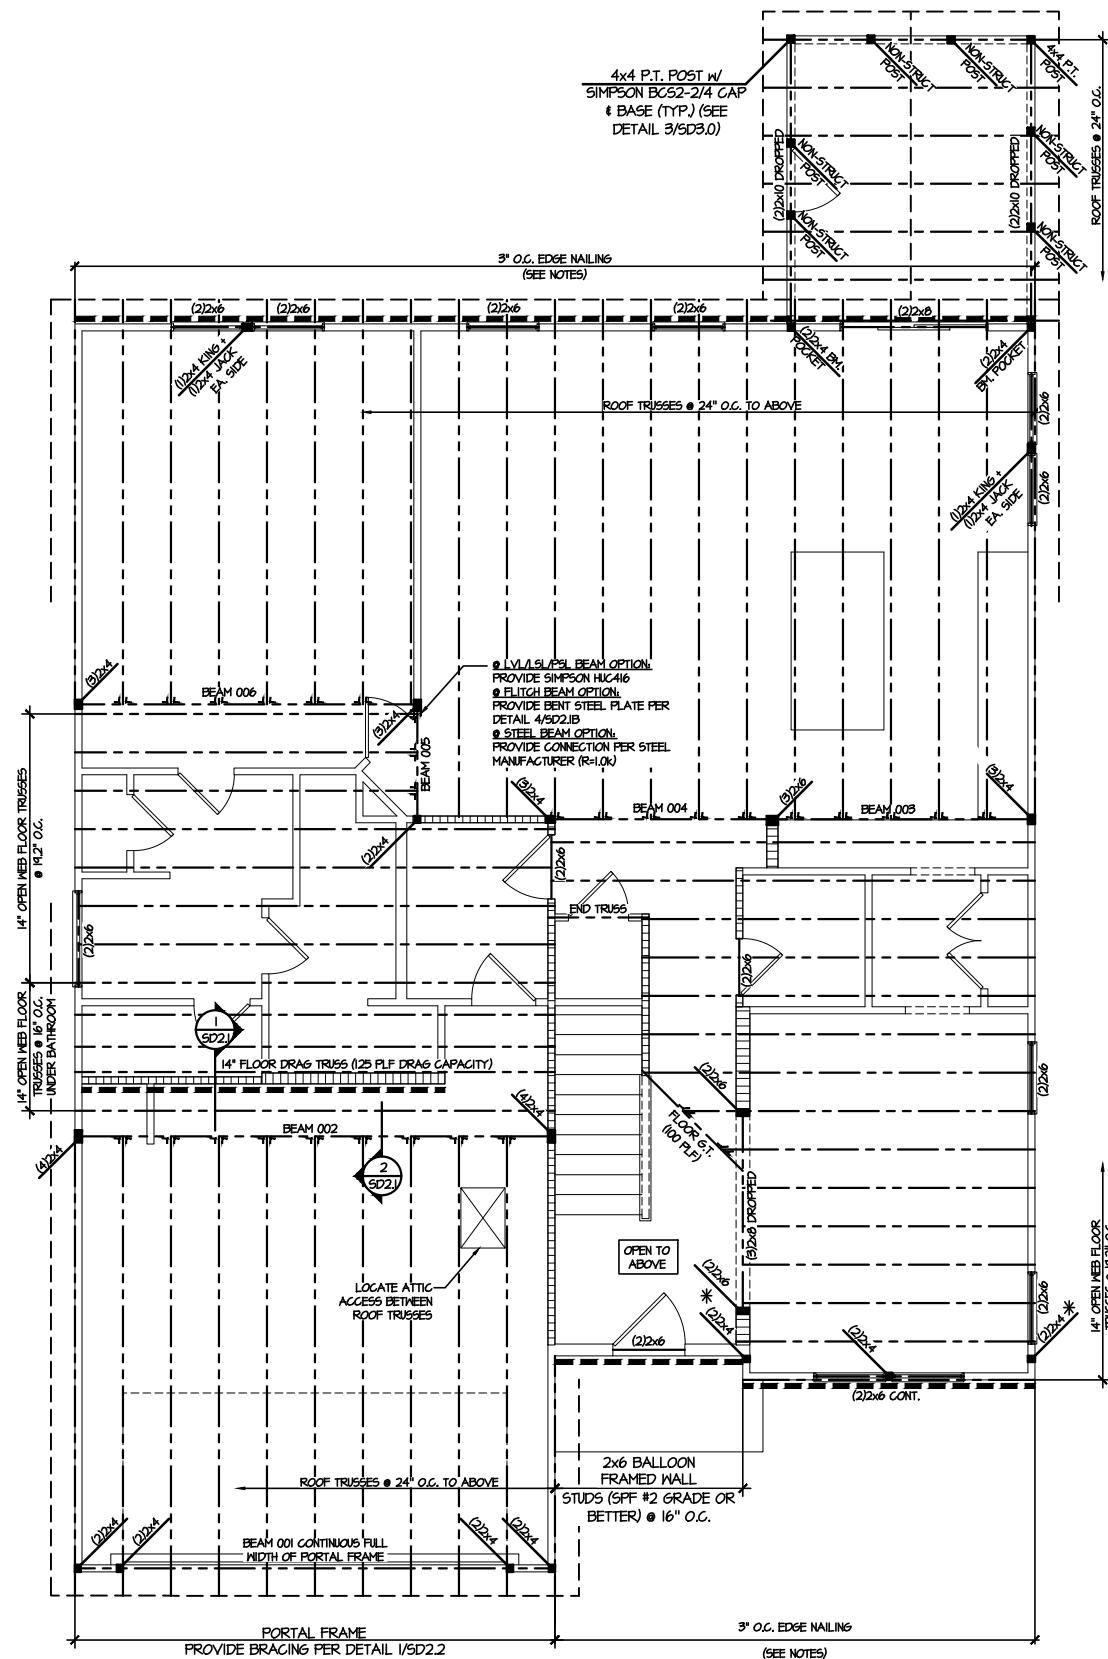 4x4 P.T. POST w/
SIMPSON BCS2-2/4 CAP
& BASE (TYP.) (SEE
DETAIL 3/SD3.0)
NON-STRUCT
POST
NON-STRUCT
POST
4x4 P.T.
POST
ROOF TRUSSES @ 24" O.C.
(2)2x10 DROPPED
NON-STRUCT
POST
NON-STRUCT
POST
(2)2x10 DROPPED
NON-STRUCT
POST
NON-STRUCT
POST
3" O.C. EDGE NAILING
(SEE NOTES)
(2)2x6
(2)2x6
(2)2x6
(2)2x6
(2)2x8
(1)2x4 KING +
(1)2x4 JACK
EA. SIDE
(2)2x4 BM.
POCKET
(2)2x4
BM. POCKET
ROOF TRUSSES @ 24" O.C. TO ABOVE
(2)2x6
(2)2x6
(1)2x4 KING +
(1)2x4 JACK
EA. SIDE
(3)2x4
BEAM 006
@ LVL/LSL/PSL BEAM OPTION:
PROVIDE SIMPSON HUC416
@ FLITCH BEAM OPTION:
PROVIDE BENT STEEL PLATE PER
DETAIL 4/SD2.1B
@ STEEL BEAM OPTION:
PROVIDE CONNECTION PER STEEL
MANUFACTURER (R=1.0k)
(3)2x4
BEAM 005
(3)2x4
BEAM 004
(3)2x6
BEAM 003
(3)2x4
(2)2x4
14" OPEN WEB FLOOR TRUSSES
@ 19.2" O.C.
(2)2x6
END TRUSS
(2)2x6
(2)2x6
14" OPEN WEB FLOOR
TRUSSES @ 16" O.C.
UNDER BATHROOM
1
SD2.1
14" FLOOR DRAG TRUSS (125 PLF DRAG CAPACITY)
(2)2x6
(2)2x6
(4)2x4
BEAM 002
(4)2x4
FLOOR G.T.
(100 PLF)
2
SD2.1
(3)2x8 DROPPED
OPEN TO
ABOVE
(2)2x6
*
(2)2x4
LOCATE ATTIC
ACCESS BETWEEN
ROOF TRUSSES
(2)2x6
(2)2x4
(2)2x6
(2)2x4 *
14" OPEN WEB FLOOR
(2)2x6 CONT.
ROOF TRUSSES @ 24" O.C. TO ABOVE
2x6 BALLOON
FRAMED WALL
STUDS (SPF #2 GRADE OR
BETTER) @ 16" O.C.
(2)2x4
(2)2x4
(2)2x4
(2)2x4
BEAM 001 CONTINUOUS FULL
WIDTH OF PORTAL FRAME
PORTAL FRAME
PROVIDE BRACING PER DETAIL 1/SD2.2
3" O.C. EDGE NAILING
(SEE NOTES)